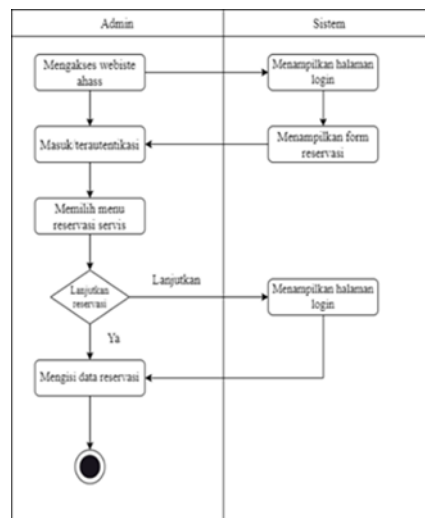 Admin
Sistem
Mengakses webiste
ahass
Menampilkan halaman
login
Masuk/terautentikasi
Menampilkan form
reservasi
Memilih menu
reservasi servis
Lanjutkan
reservasi
Lanjutkan
Menampilkan halaman
login
Ya
Mengisi data reservasi